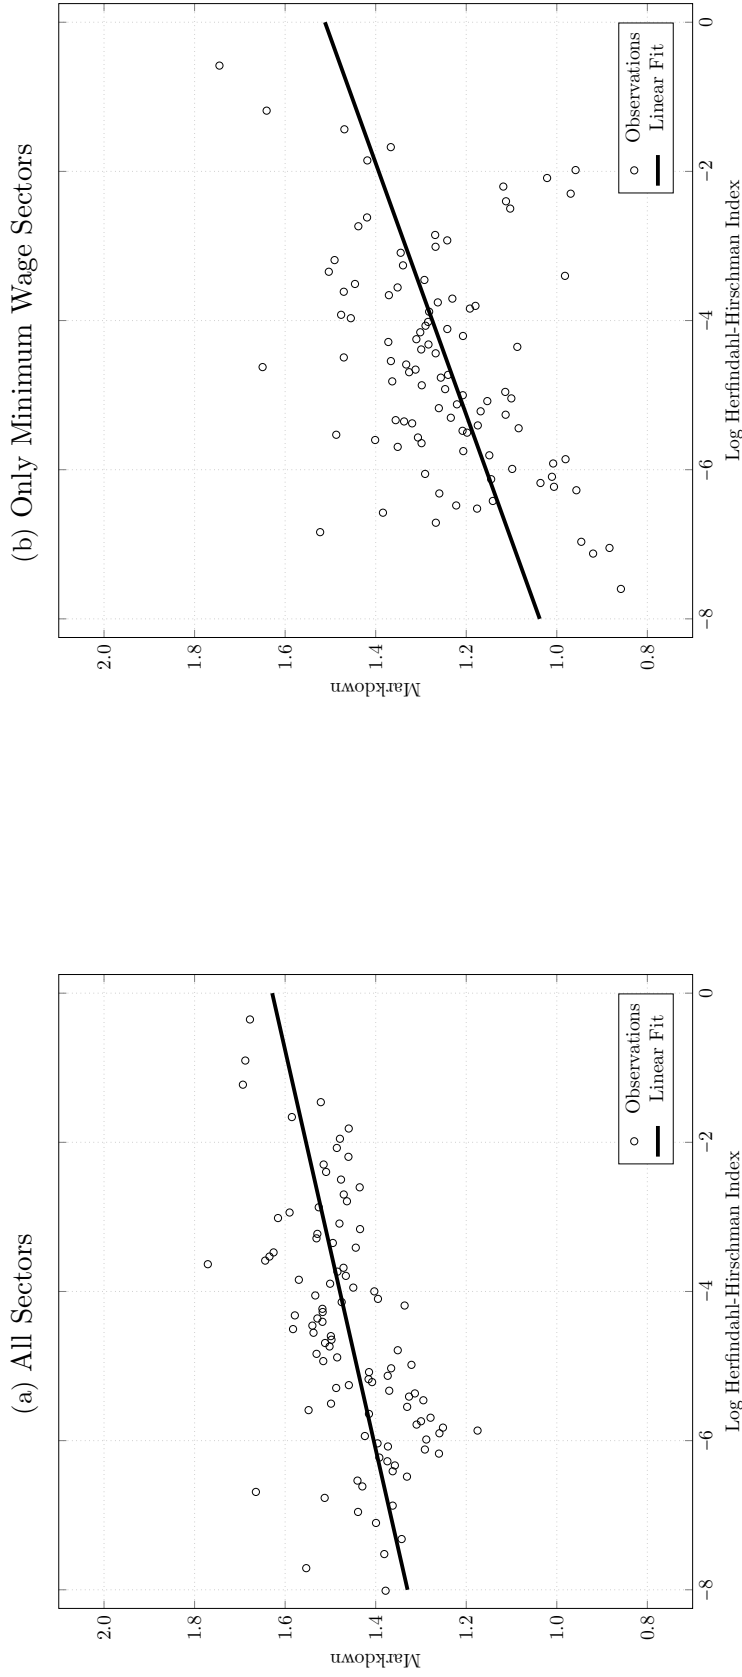 (a) All Sectors
2.0
1.8
1.6
1.4
1.2
1.0
0.8
Markdown
−8
−6
−4
−2
0
Log Herfindahl-Hirschman Index
Observations
Linear Fit
(b) Only Minimum Wage Sectors
2.0
1.8
1.6
1.4
1.2
1.0
0.8
Markdown
−8
−6
−4
−2
0
Log Herfindahl-Hirschman Index
Observations
Linear Fit